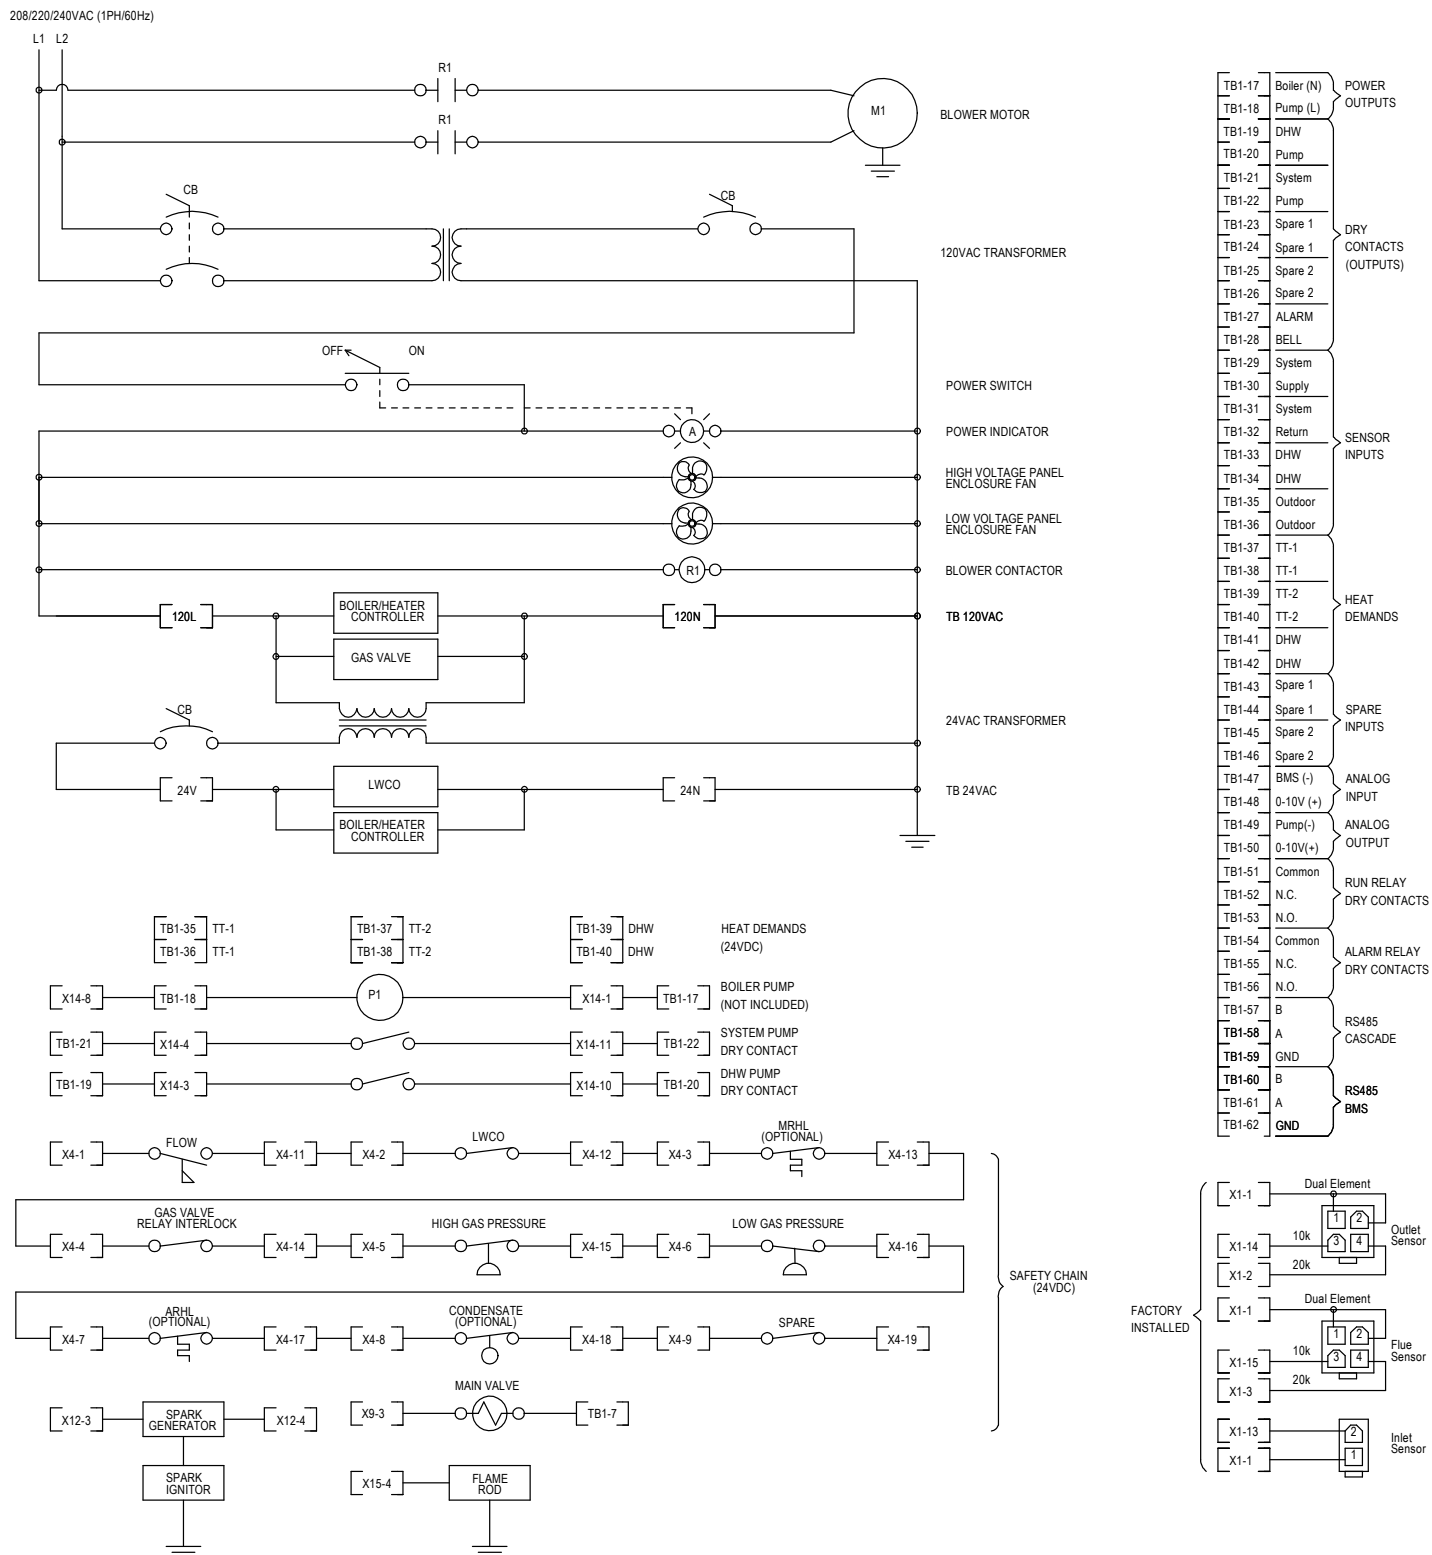 208/220/240VAC (1PH/60Hz)
L1 L2
R1
M1
BLOWER MOTOR
R1
CB
CB
120VAC TRANSFORMER
OFF ON
POWER SWITCH
A
POWER INDICATOR
HIGH VOLTAGE PANEL
ENCLOSURE FAN
LOW VOLTAGE PANEL
ENCLOSURE FAN
R1
BLOWER CONTACTOR
120L
BOILER/HEATER
CONTROLLER
120N
TB 120VAC
GAS VALVE
CB
24VAC TRANSFORMER
24V
LWCO
24N
TB 24VAC
BOILER/HEATER
CONTROLLER
TB1-35 TT-1
TB1-36 TT-1
TB1-37 TT-2
TB1-38 TT-2
TB1-39 DHW
TB1-40 DHW
HEAT DEMANDS
(24VDC)
X14-8 TB1-18 P1 X14-1 TB1-17
BOILER PUMP
(NOT INCLUDED)
TB1-21 X14-4 X14-11 TB1-22
SYSTEM PUMP
DRY CONTACT
TB1-19 X14-3 X14-10 TB1-20
DHW PUMP
DRY CONTACT
X4-1 FLOW X4-11 X4-2 LWCO X4-12 X4-3
MRHL
(OPTIONAL)
X4-13
X4-4
GAS VALVE
RELAY INTERLOCK
X4-14 X4-5 HIGH GAS PRESSURE X4-15 X4-6 LOW GAS PRESSURE X4-16
X4-7
ARHL
(OPTIONAL)
X4-17 X4-8
CONDENSATE
(OPTIONAL)
X4-18 X4-9 SPARE X4-19
SAFETY CHAIN
(24VDC)
X12-3
SPARK
GENERATOR
X12-4
X9-3 MAIN VALVE TB1-7
SPARK
IGNITOR
X15-4
FLAME
ROD
TB1-17 Boiler (N)
TB1-18 Pump (L)
POWER
OUTPUTS
TB1-19 DHW
TB1-20 Pump
TB1-21 System
TB1-22 Pump
TB1-23 Spare 1
TB1-24 Spare 1
TB1-25 Spare 2
TB1-26 Spare 2
TB1-27 ALARM
TB1-28 BELL
DRY
CONTACTS
(OUTPUTS)
TB1-29 System
TB1-30 Supply
TB1-31 System
TB1-32 Return
TB1-33 DHW
TB1-34 DHW
TB1-35 Outdoor
TB1-36 Outdoor
SENSOR
INPUTS
TB1-37 TT-1
TB1-38 TT-1
TB1-39 TT-2
TB1-40 TT-2
TB1-41 DHW
TB1-42 DHW
HEAT
DEMANDS
TB1-43 Spare 1
TB1-44 Spare 1
TB1-45 Spare 2
TB1-46 Spare 2
SPARE
INPUTS
TB1-47 BMS (-)
TB1-48 0-10V (+)
ANALOG
INPUT
TB1-49 Pump(-)
TB1-50 0-10V(+)
ANALOG
OUTPUT
TB1-51 Common
TB1-52 N.C.
TB1-53 N.O.
RUN RELAY
DRY CONTACTS
TB1-54 Common
TB1-55 N.C.
TB1-56 N.O.
ALARM RELAY
DRY CONTACTS
TB1-57 B
TB1-58 A
TB1-59 GND
RS485
CASCADE
TB1-60 B
TB1-61 A
TB1-62 GND
RS485
BMS
FACTORY
INSTALLED
X1-1 Dual Element
1 2
X1-14 10k 3 4
X1-2 20k
Outlet
Sensor
X1-1 Dual Element
1 2
X1-15 10k 3 4
X1-3 20k
Flue
Sensor
X1-13 2
X1-1 1
Inlet
Sensor